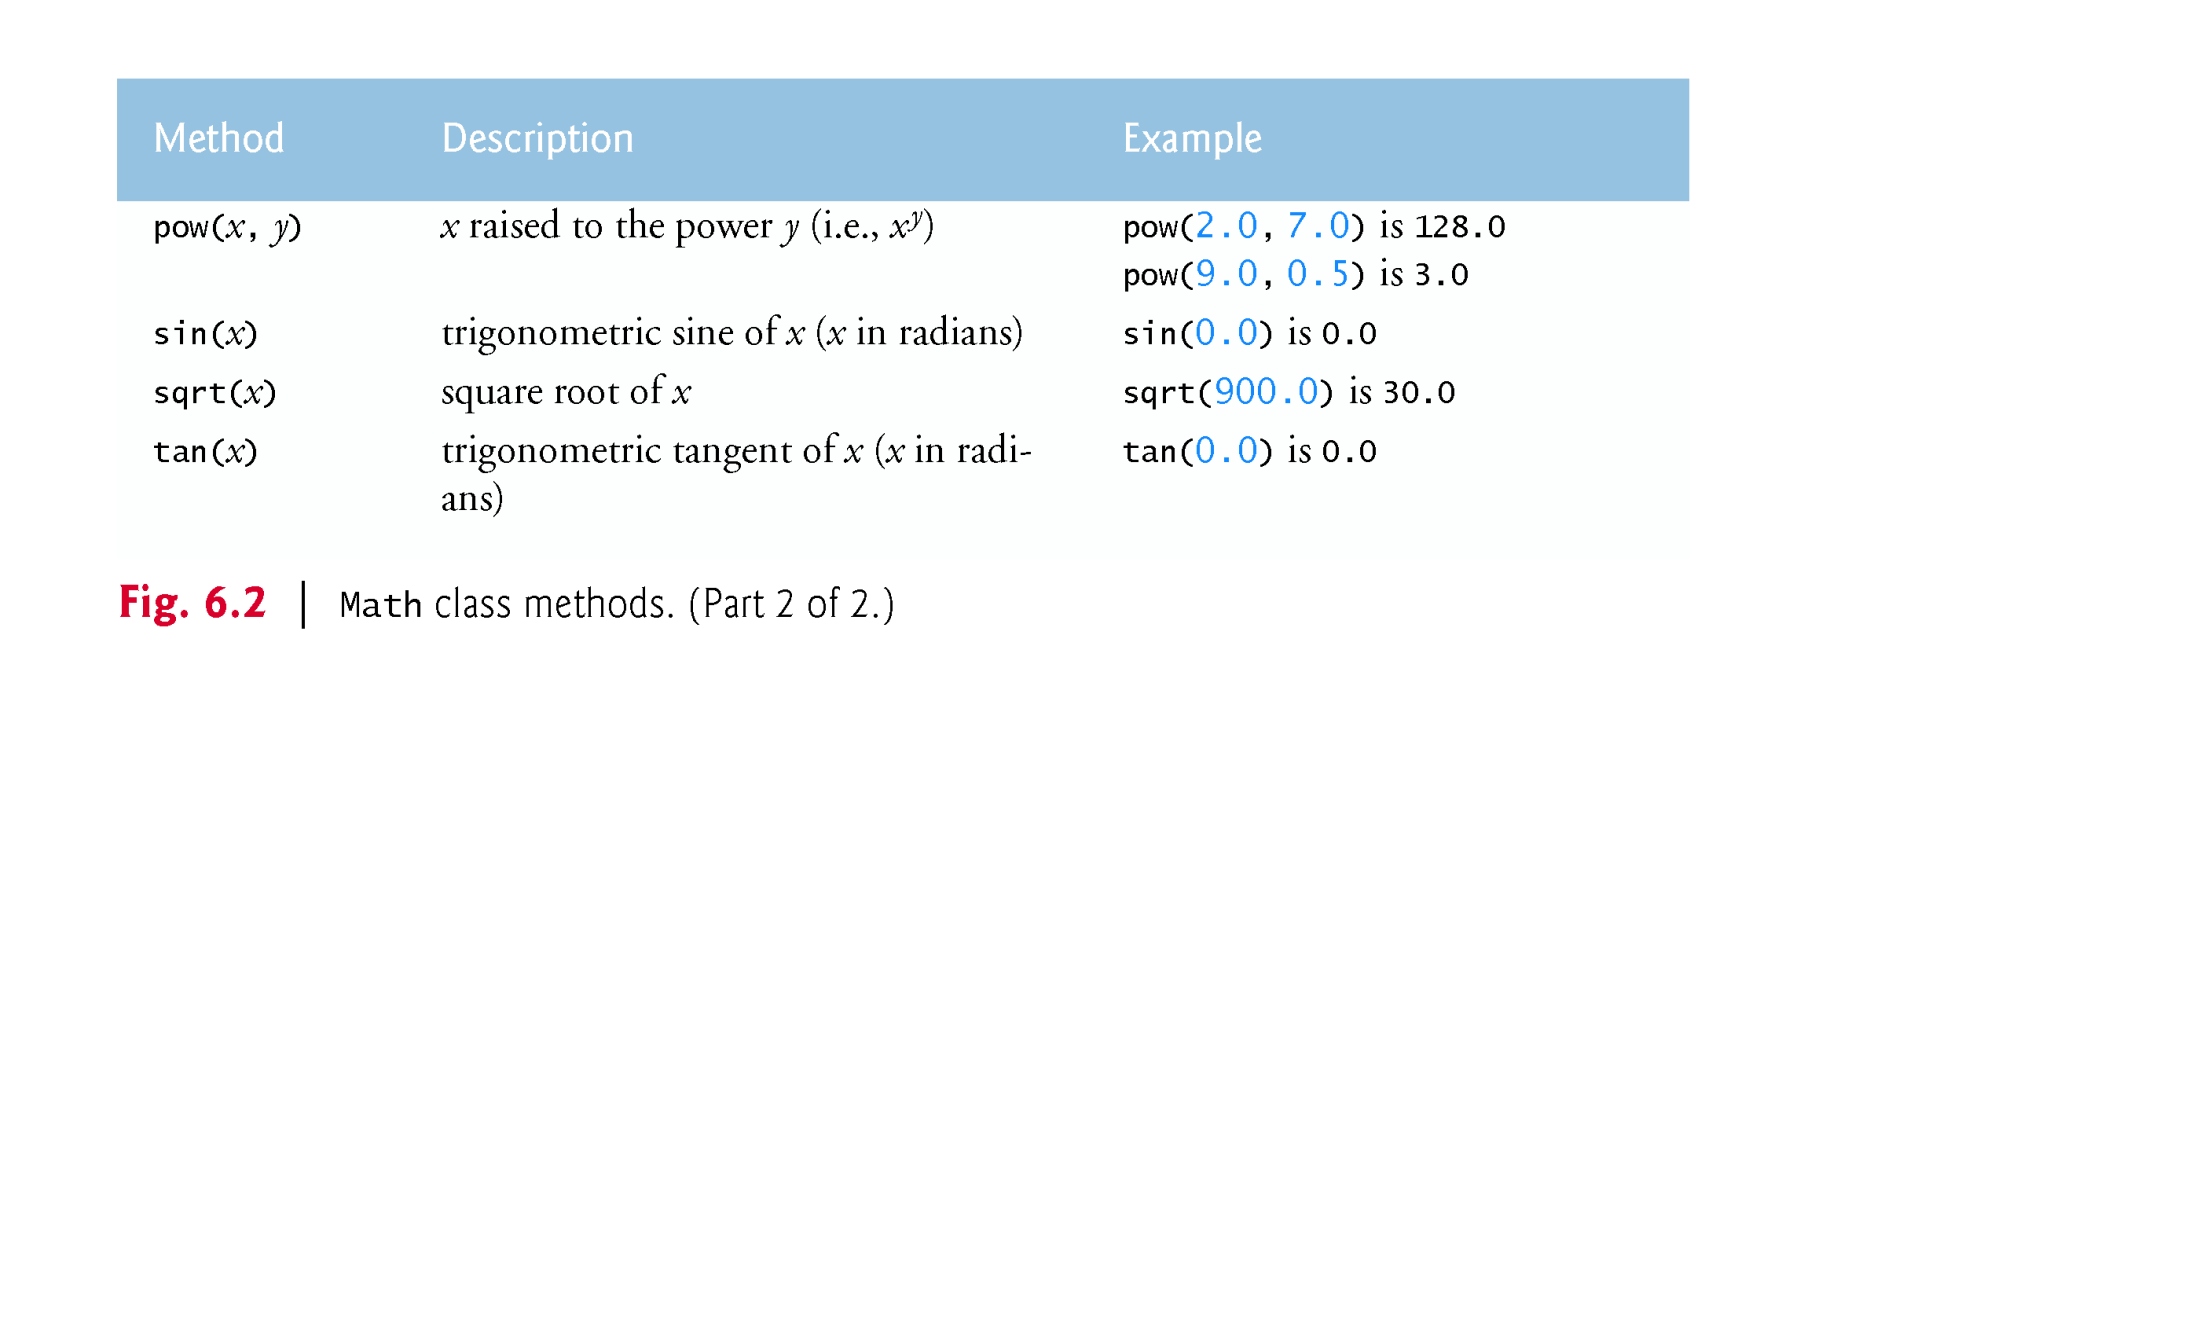 Method Description Example
pow(x, y) x raised to the power y (i.e., xʸ) pow(2.0, 7.0) is 128.0
pow(9.0, 0.5) is 3.0
sin(x) trigonometric sine of x (x in radians) sin(0.0) is 0.0
sqrt(x) square root of x sqrt(900.0) is 30.0
tan(x) trigonometric tangent of x (x in radi- tan(0.0) is 0.0
ans)
Fig. 6.2 | Math class methods. (Part 2 of 2.)